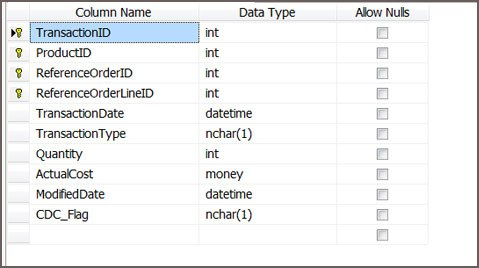 Column Name Data Type Allow Nulls
TransactionID int
ProductID int
ReferenceOrderID int
ReferenceOrderLineID int
TransactionDate datetime
TransactionType nchar(1)
Quantity int
ActualCost money
ModifiedDate datetime
CDC_Flag nchar(1)